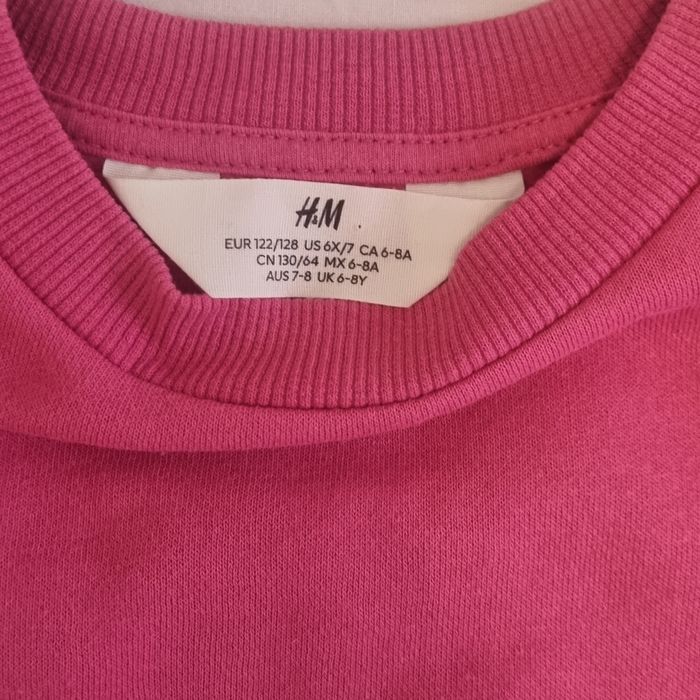 H&M
EUR 122/128 US 6X/7 CA 6-8A
CN 130/64 MX 6-8A
AUS 7-8 UK 6-8Y